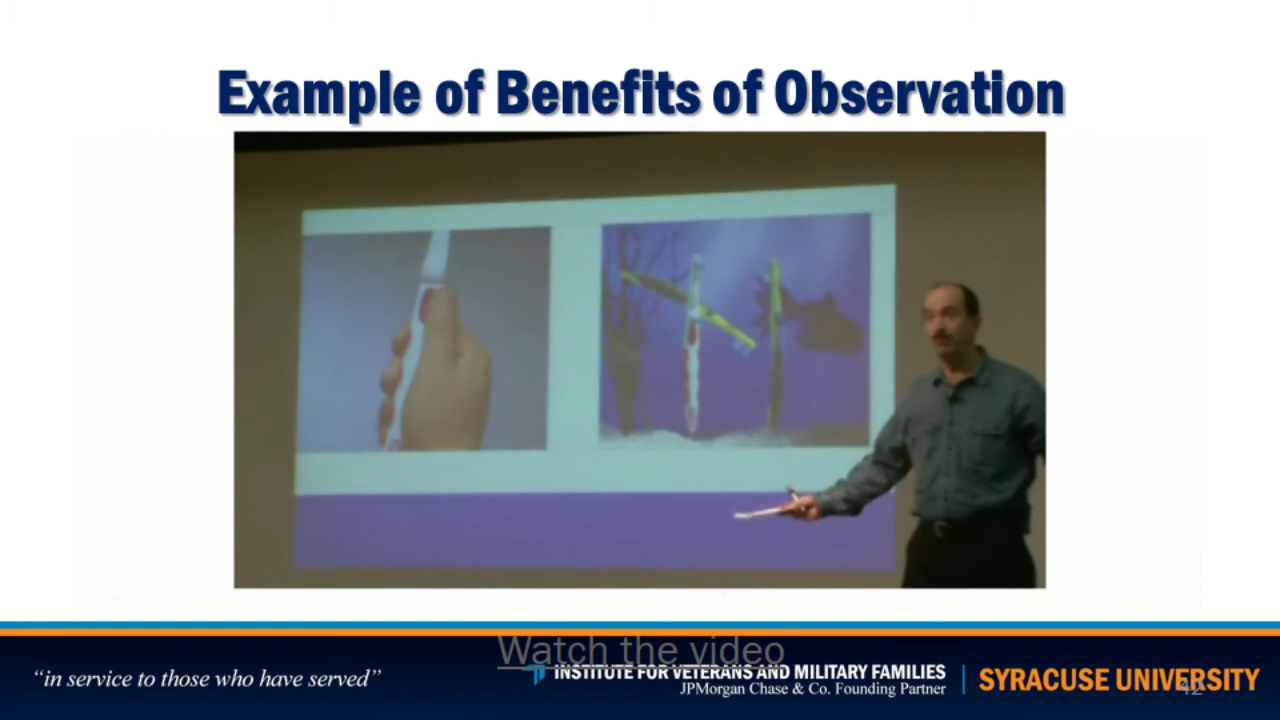 Example of Benefits of Observation
Watch the video
“in service to those who have served”
INSTITUTE FOR VETERANS AND MILITARY FAMILIES
JPMorgan Chase & Co. Founding Partner
SYRACUSE UNIVERSITY
42